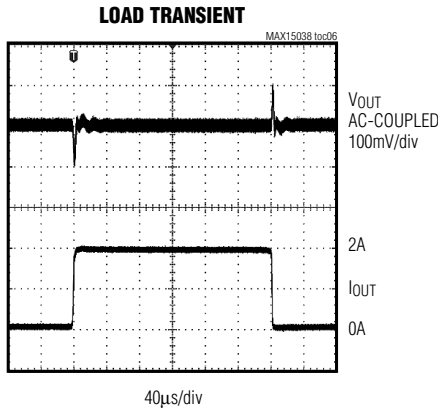 LOAD TRANSIENT
MAX15038 toc06
T
VOUT
AC-COUPLED
100mV/div
2A
IOUT
0A
40µs/div